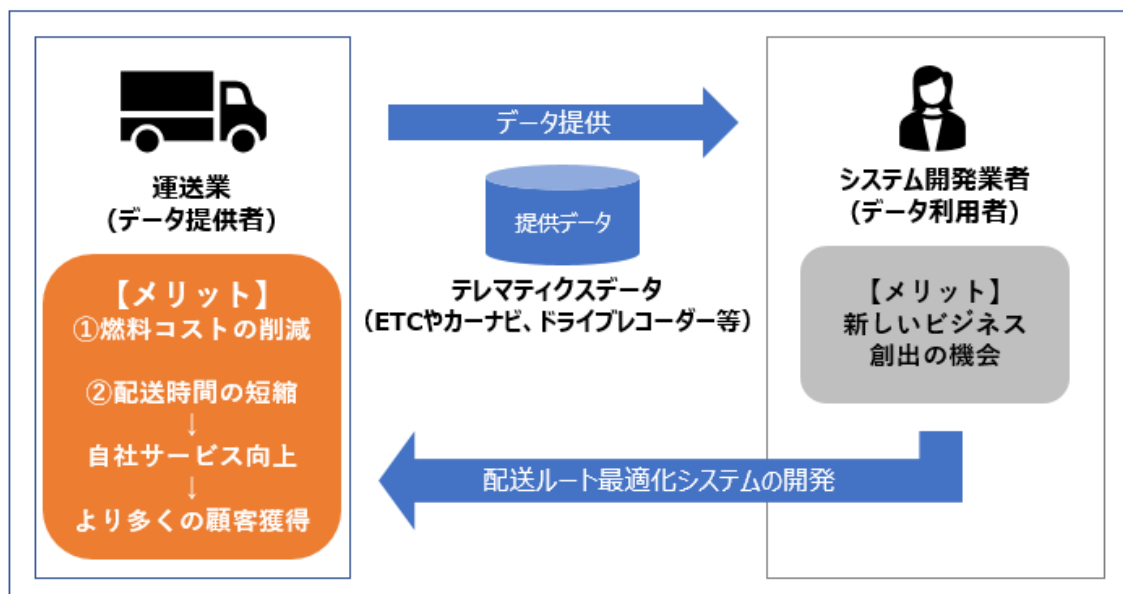 運送業
(データ提供者)
【メリット】
①燃料コストの削減
②配送時間の短縮
↓
自社サービス向上
↓
より多くの顧客獲得
データ提供
提供データ
テレマティクスデータ
（ETCやカーナビ、ドライブレコーダー等）
システム開発業者
(データ利用者)
【メリット】
新しいビジネス
創出の機会
配送ルート最適化システムの開発